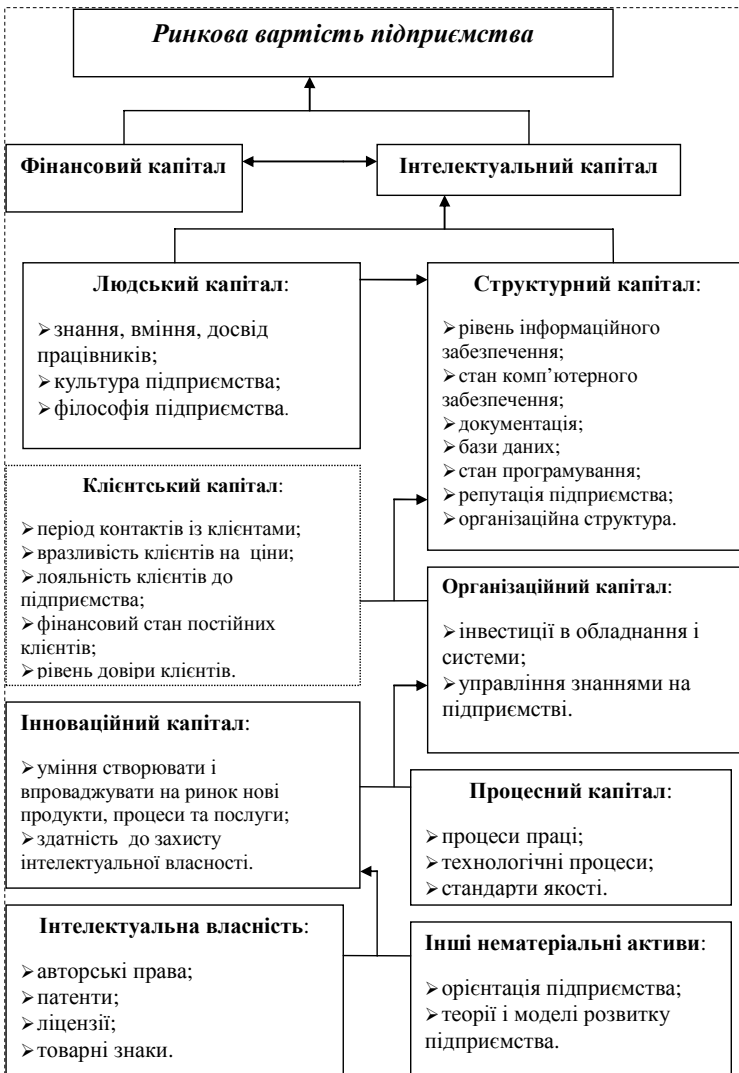 Ринкова вартість підприємства
Фінансовий капітал
Інтелектуальний капітал
Людський капітал:
➢знання, вміння, досвід
працівників;
➢культура підприємства;
➢філософія підприємства.
Структурний капітал:
➢рівень інформаційного
забезпечення;
➢стан комп’ютерного
забезпечення;
➢документація;
➢бази даних;
➢стан програмування;
➢репутація підприємства;
➢організаційна структура.
Клієнтський капітал:
➢період контактів із клієнтами;
➢вразливість клієнтів на ціни;
➢лояльність клієнтів до
підприємства;
➢фінансовий стан постійних
клієнтів;
➢рівень довіри клієнтів.
Організаційний капітал:
➢інвестиції в обладнання і
системи;
➢управління знаннями на
підприємстві.
Інноваційний капітал:
➢уміння створювати і
впроваджувати на ринок нові
продукти, процеси та послуги;
➢здатність до захисту
інтелектуальної власності.
Процесний капітал:
➢процеси праці;
➢технологічні процеси;
➢стандарти якості.
Інтелектуальна власність:
➢авторські права;
➢патенти;
➢ліцензії;
➢товарні знаки.
Інші нематеріальні активи:
➢орієнтація підприємства;
➢теорії і моделі розвитку
підприємства.